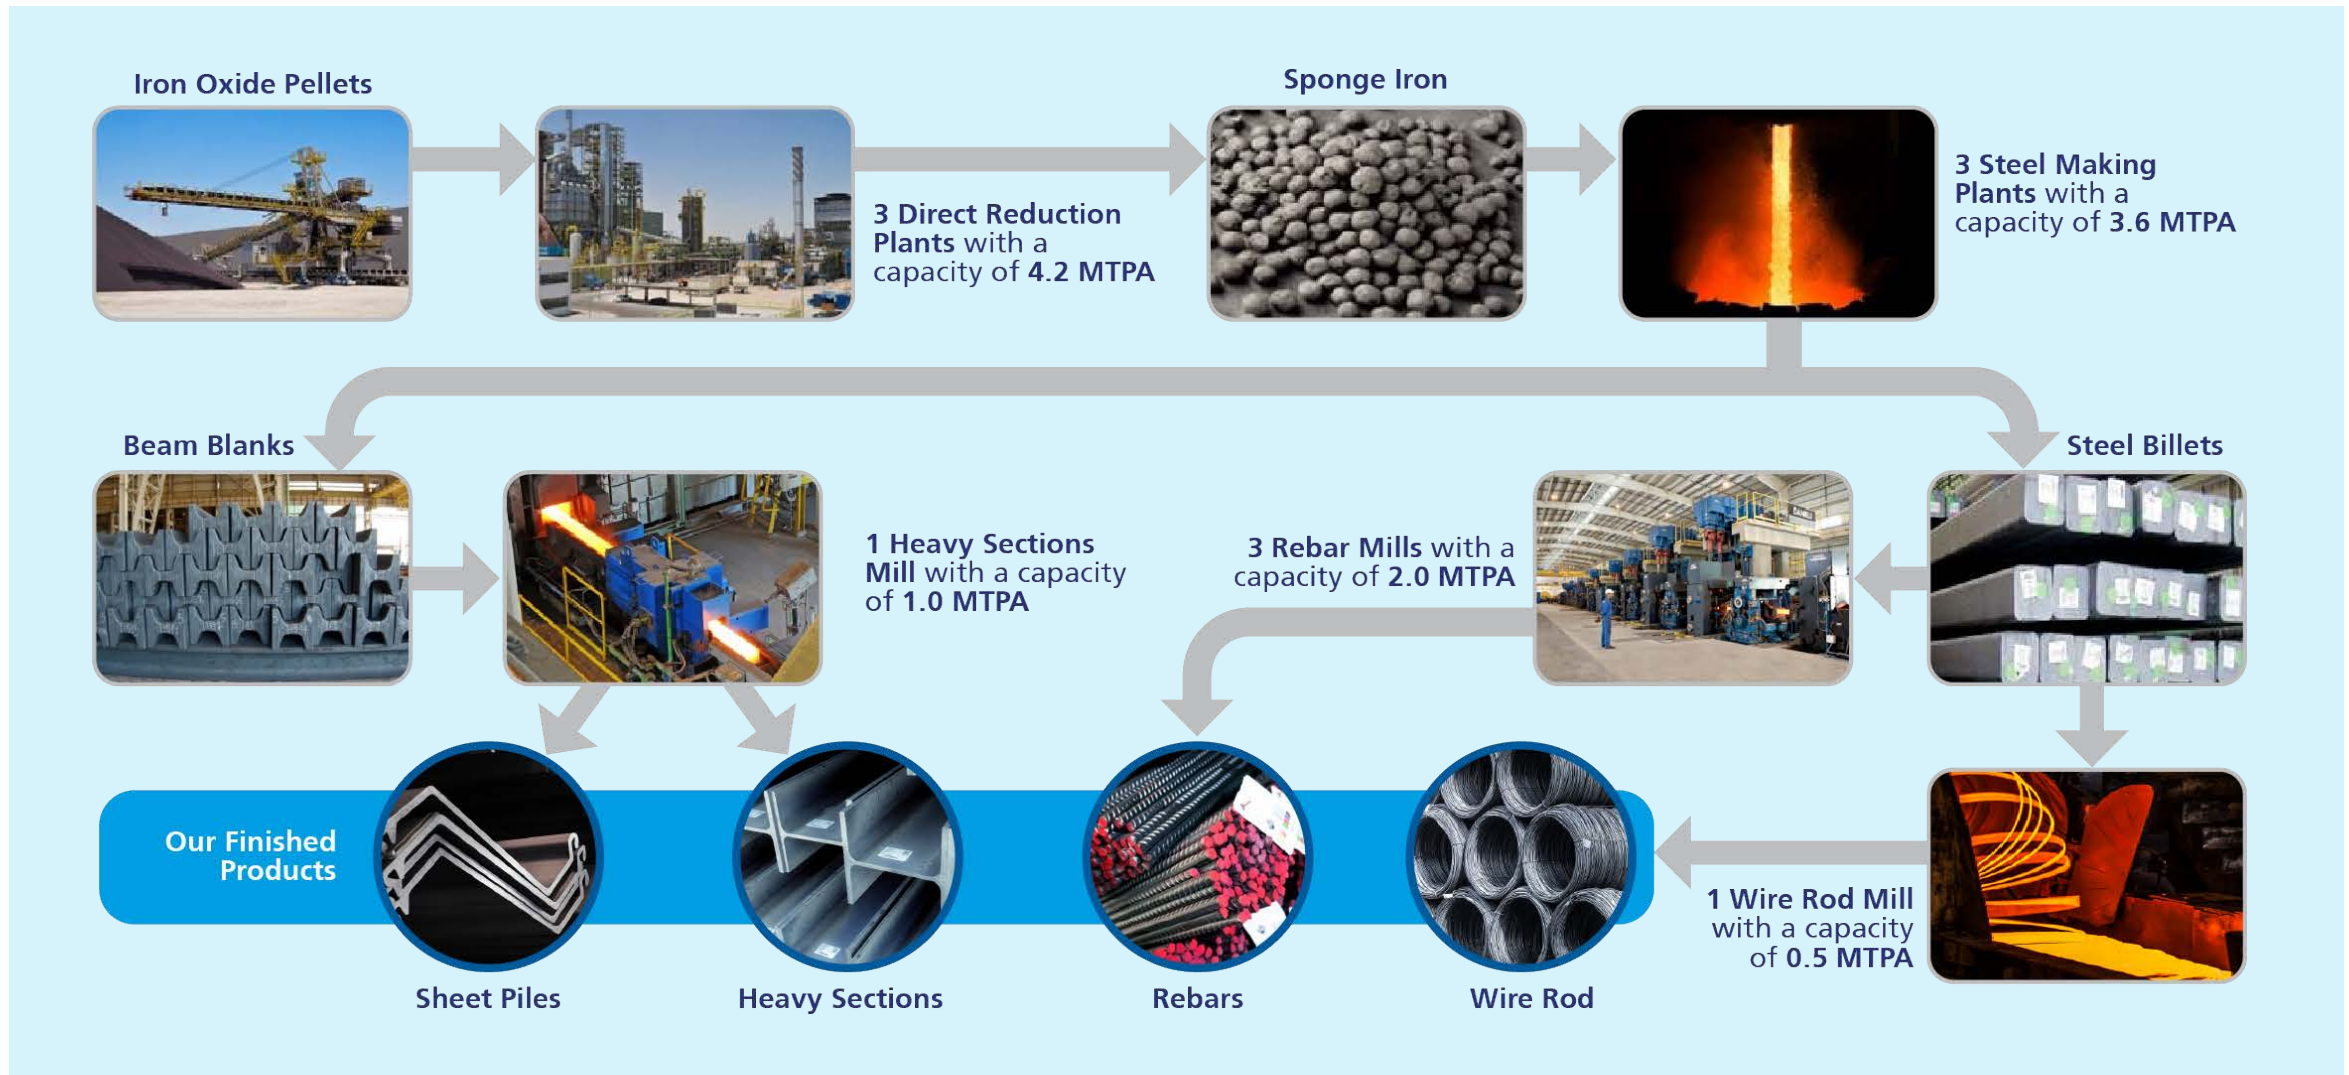 Iron Oxide Pellets
Sponge Iron
3 Direct Reduction
Plants with a
capacity of 4.2 MTPA
3 Steel Making
Plants with a
capacity of 3.6 MTPA
Beam Blanks
Steel Billets
1 Heavy Sections
Mill with a capacity
of 1.0 MTPA
3 Rebar Mills with a
capacity of 2.0 MTPA
Our Finished
Products
1 Wire Rod Mill
with a capacity
of 0.5 MTPA
Sheet Piles
Heavy Sections
Rebars
Wire Rod